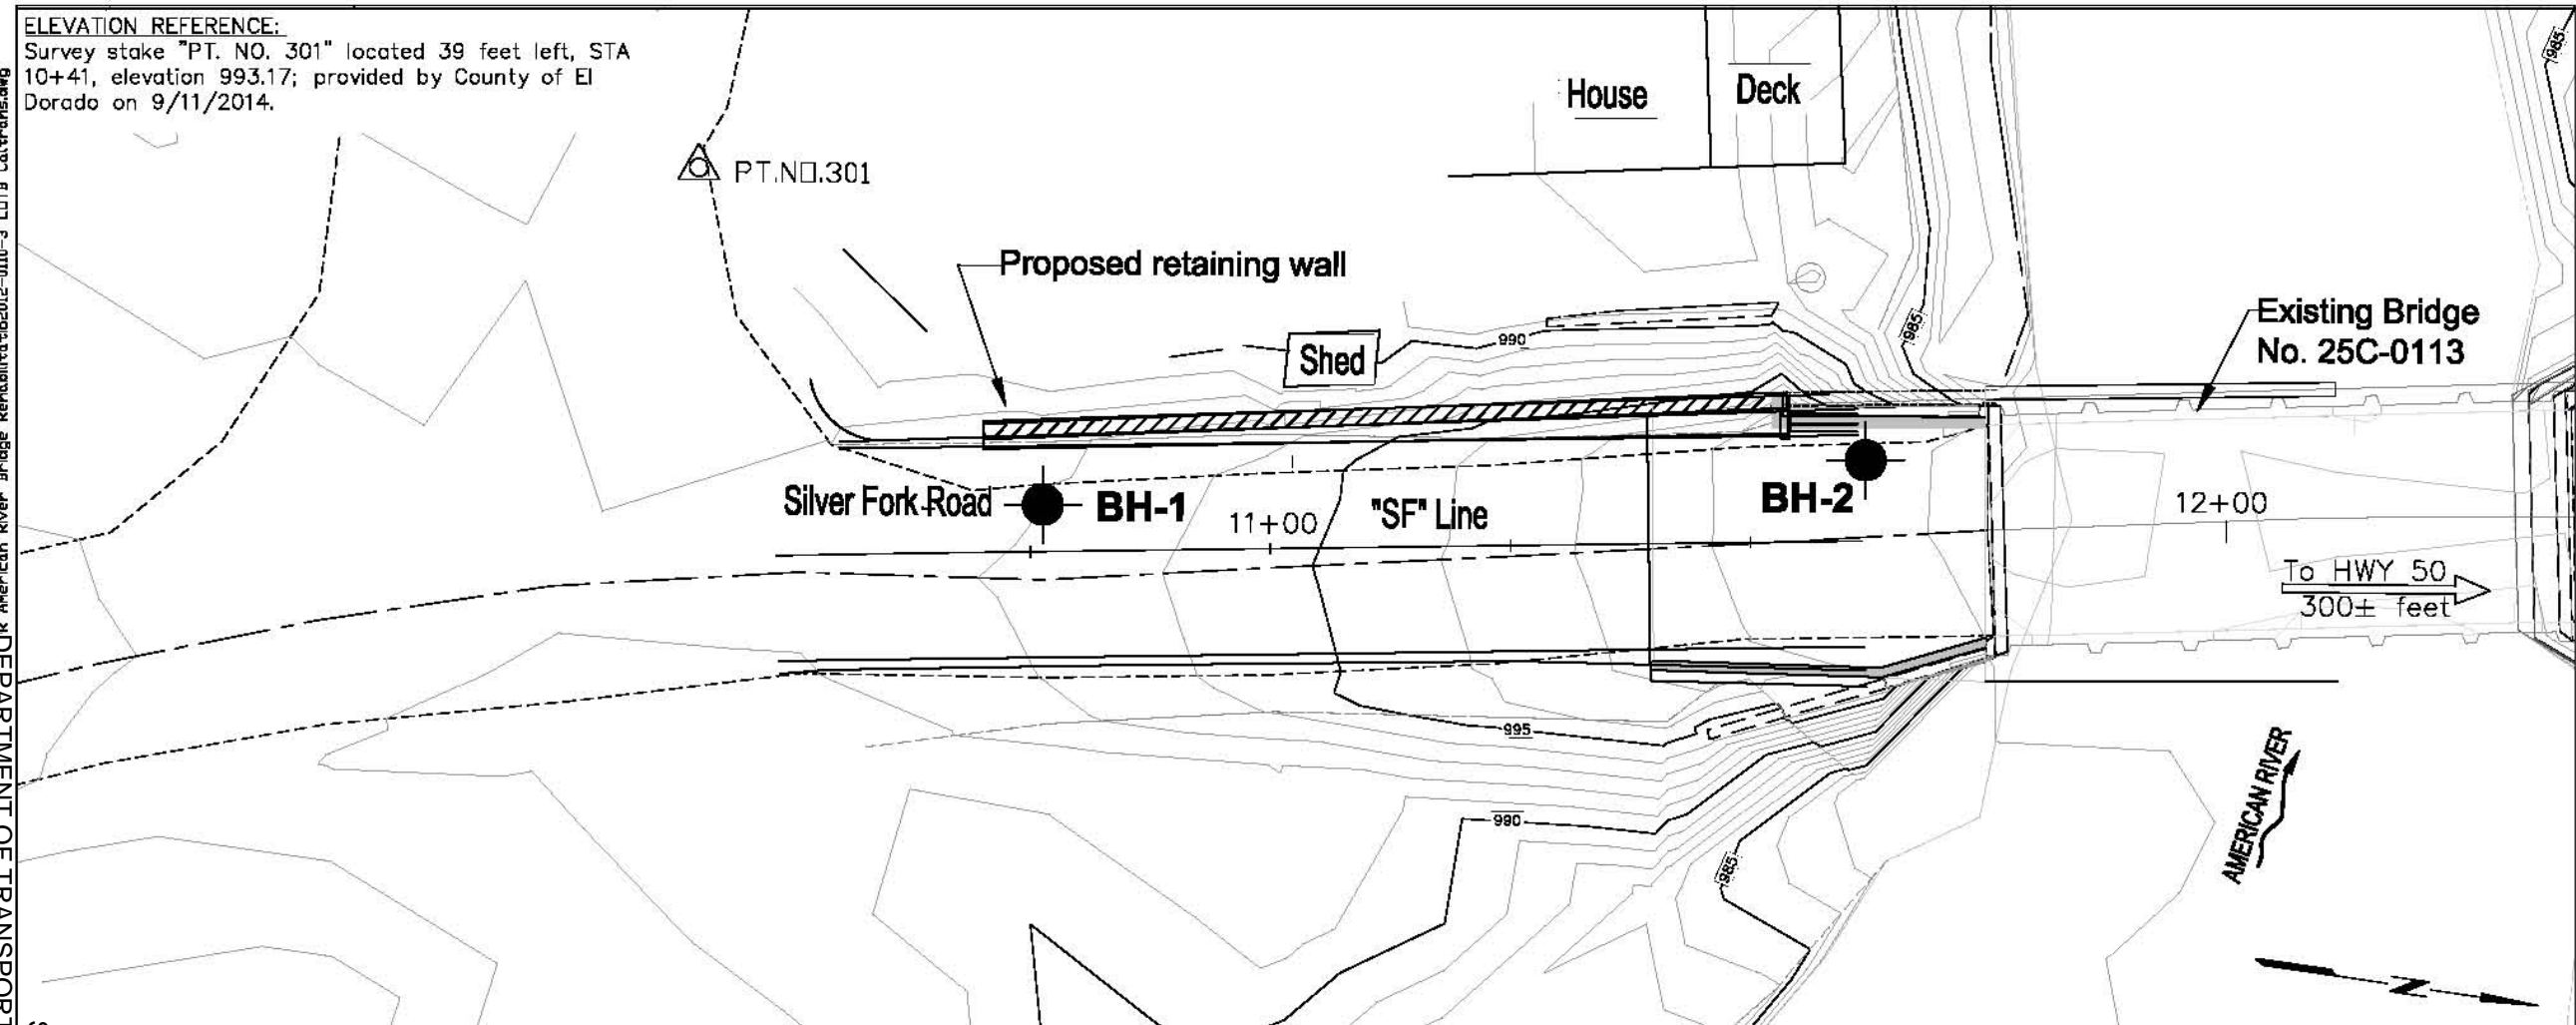 ELEVATION REFERENCE:
Survey stake "PT. NO. 301" located 39 feet left, STA
10+41, elevation 993.17; provided by County of El
Dorado on 9/11/2014.
985
House
Deck
PT.NO.301
Proposed retaining wall
Existing Bridge
No. 25C-0113
985
990
Shed
Silver Fork Road
BH-1
11+00
"SF" Line
BH-2
12+00
To HWY 50
300± feet
995
990
985
AMERICAN RIVER
N
DEPARTMENT OF TRANSPORT